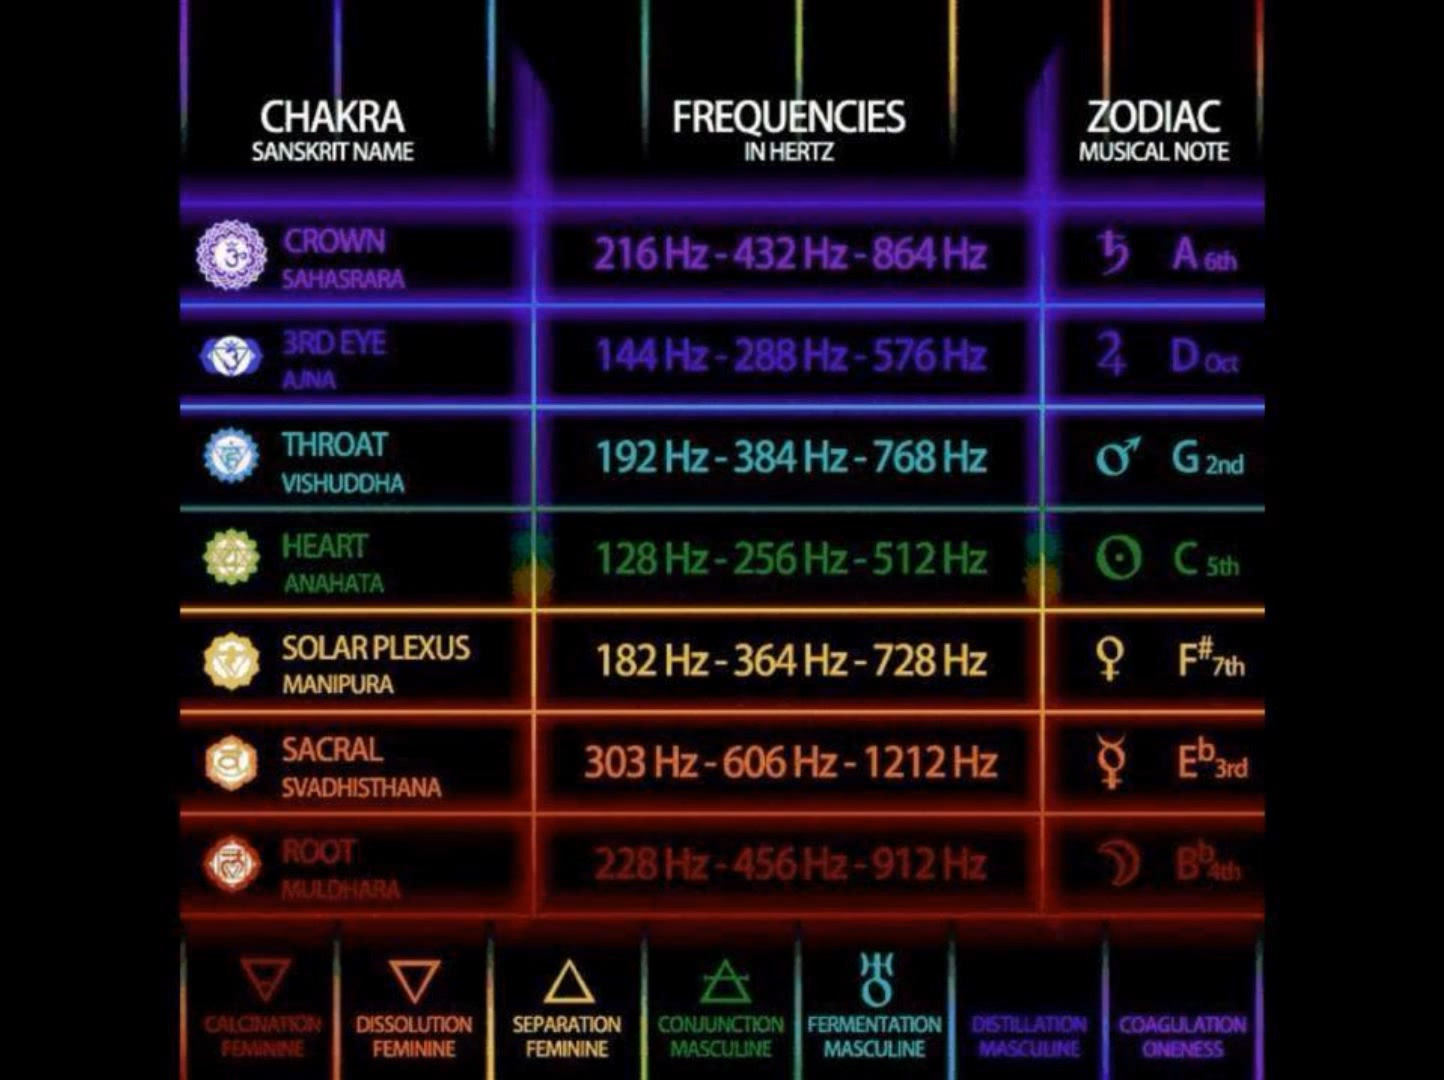 CHAKRA
SANSKRIT NAME
FREQUENCIES
IN HERTZ
ZODIAC
MUSICAL NOTE
CROWN
SAHASRARA
216 Hz - 432 Hz - 864 Hz
♄ A 6th
3RD EYE
AJNA
144 Hz - 288 Hz - 576 Hz
♃ D Oct
THROAT
VISHUDDHA
192 Hz - 384 Hz - 768 Hz
♂ G 2nd
HEART
ANAHATA
128 Hz - 256 Hz - 512 Hz
☉ C 5th
SOLAR PLEXUS
MANIPURA
182 Hz - 364 Hz - 728 Hz
♀ F# 7th
SACRAL
SVADHISTHANA
303 Hz - 606 Hz - 1212 Hz
☿ Eb 3rd
ROOT
MULDHARA
228 Hz - 456 Hz - 912 Hz
☽ Bb 4th
CALCINATION
FEMININE
DISSOLUTION
FEMININE
SEPARATION
FEMININE
CONJUNCTION
MASCULINE
FERMENTATION
MASCULINE
DISTILLATION
MASCULINE
COAGULATION
ONENESS